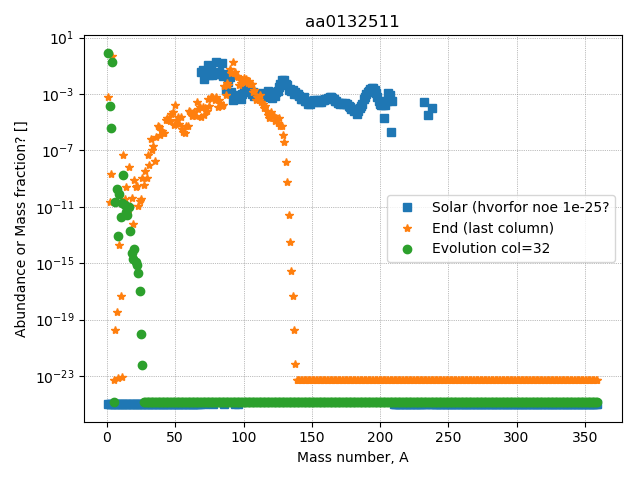 aa0132511
Abundance or Mass fraction? []
10^1
10^−3
10^−7
10^−11
10^−15
10^−19
10^−23
Solar (hvorfor noe 1e-25?
End (last column)
Evolution col=32
0 50 100 150 200 250 300 350
Mass number, A